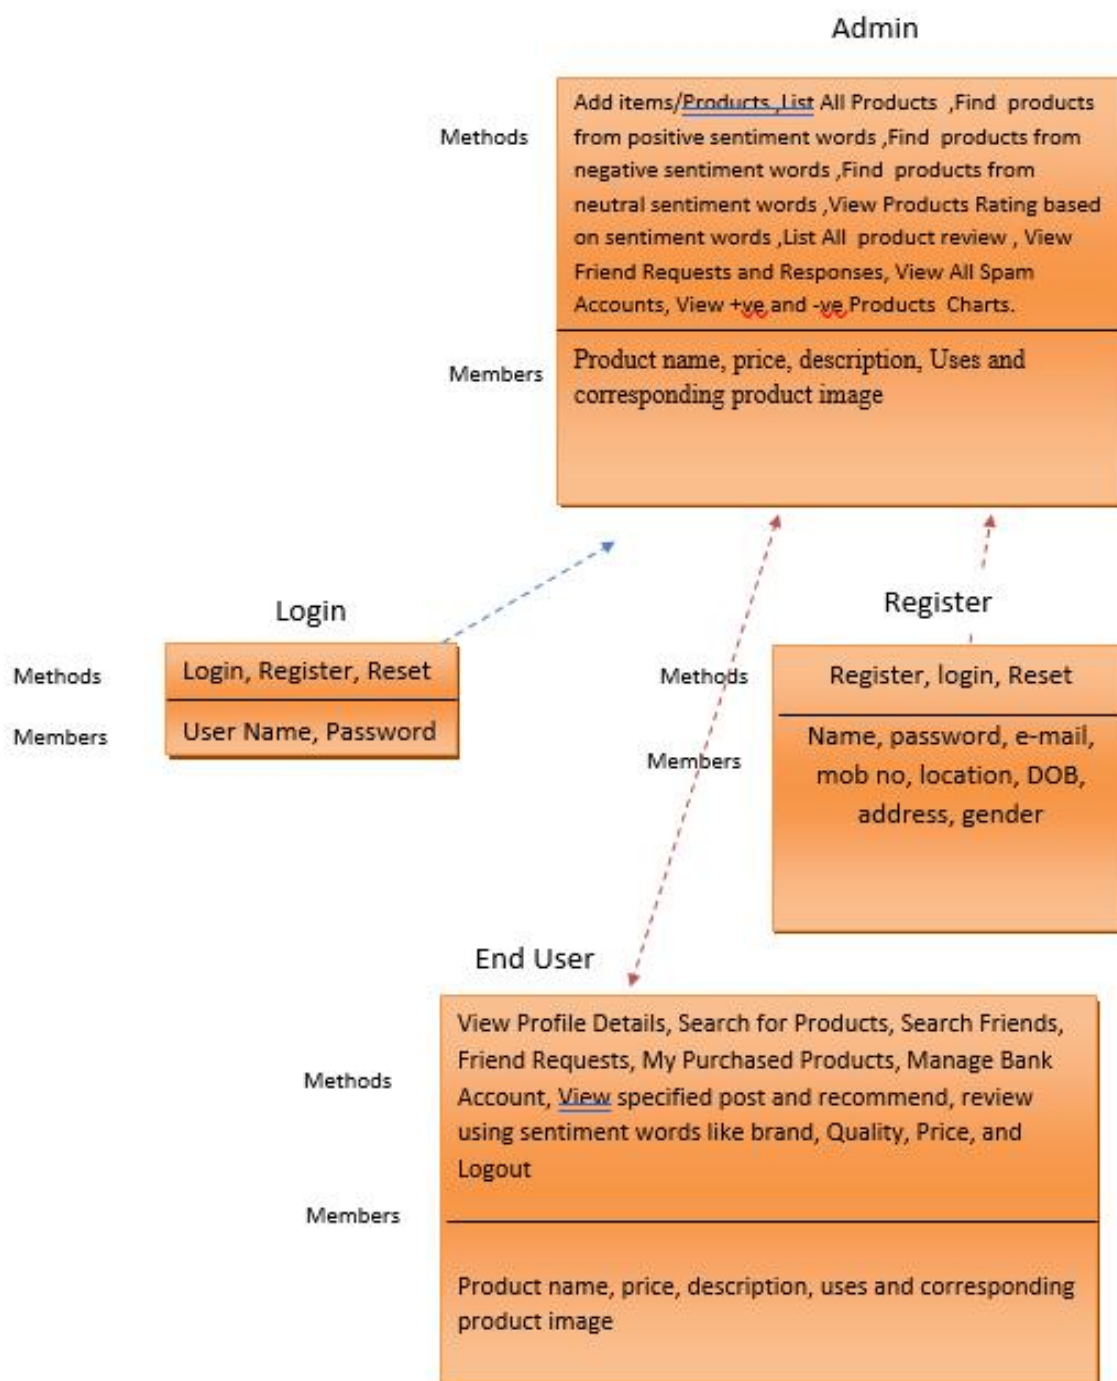 Admin
Methods
Add items/Products ,List All Products ,Find products
from positive sentiment words ,Find products from
negative sentiment words ,Find products from
neutral sentiment words ,View Products Rating based
on sentiment words ,List All product review , View
Friend Requests and Responses, View All Spam
Accounts, View +ve and -ve Products Charts.
Members
Product name, price, description, Uses and
corresponding product image
Login
Methods
Login, Register, Reset
Members
User Name, Password
Register
Methods
Register, login, Reset
Members
Name, password, e-mail,
mob no, location, DOB,
address, gender
End User
Methods
View Profile Details, Search for Products, Search Friends,
Friend Requests, My Purchased Products, Manage Bank
Account, View specified post and recommend, review
using sentiment words like brand, Quality, Price, and
Logout
Members
Product name, price, description, uses and corresponding
product image